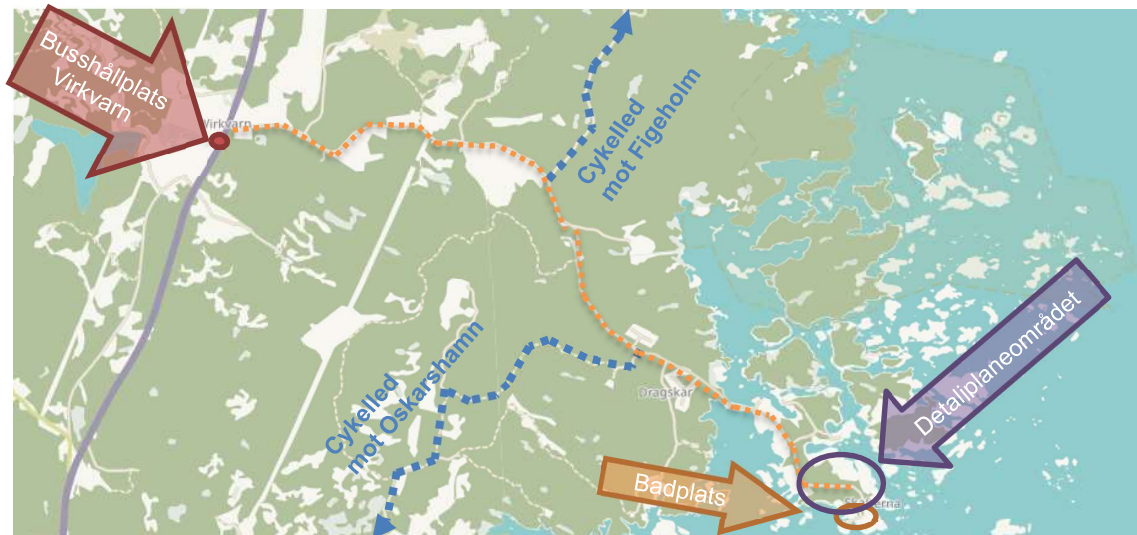 Busshållplats
Virkvarn
Virkvarn
Cykelled
mot Figeholm
Detaljplaneområdet
Cykelled
mot Oskarshamn
Dragskär
Badplats